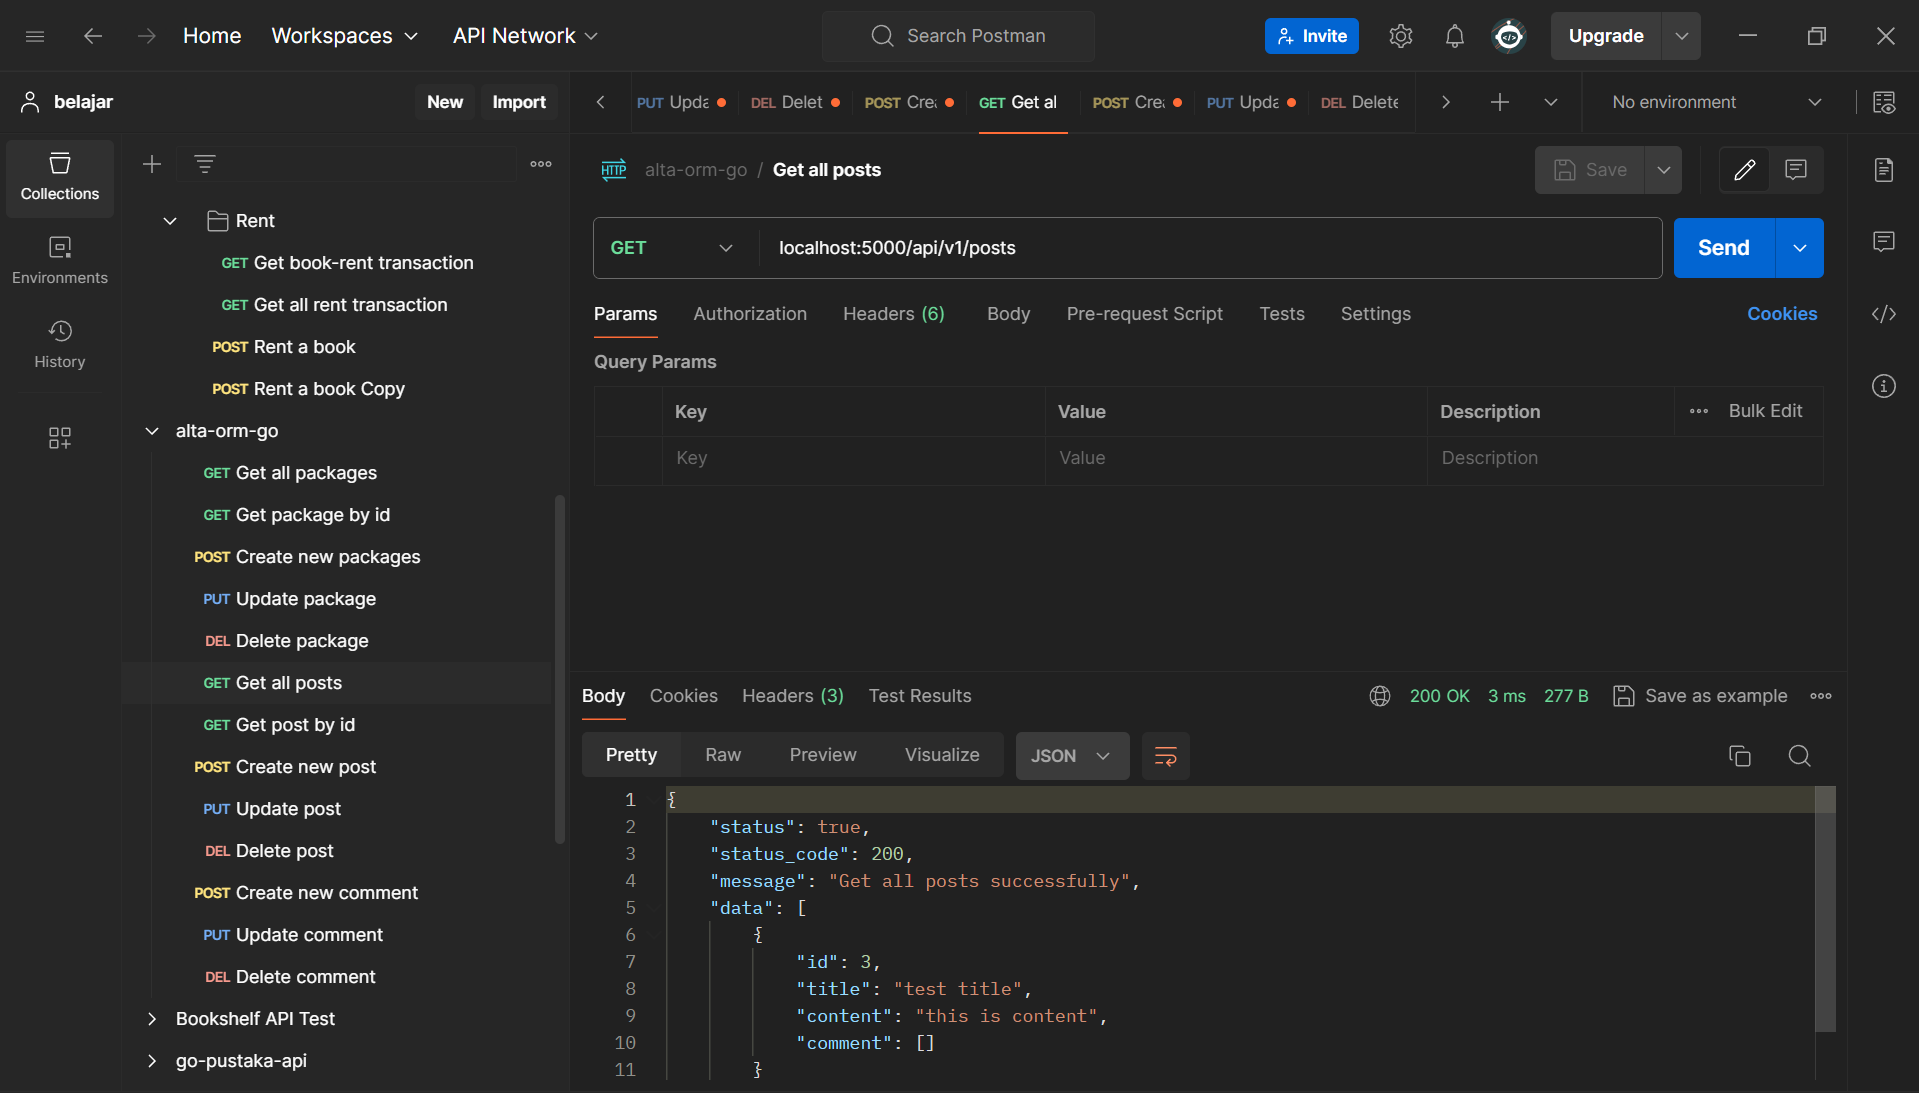 Home Workspaces API Network Search Postman Invite Upgrade
belajar New Import
PUT Upda DEL Delet POST Cre GET Get al POST Cre PUT Upda DEL Delete No environment
Collections
Environments
History
Rent
GET Get book-rent transaction
GET Get all rent transaction
POST Rent a book
POST Rent a book Copy
alta-orm-go
GET Get all packages
GET Get package by id
POST Create new packages
PUT Update package
DEL Delete package
GET Get all posts
GET Get post by id
POST Create new post
PUT Update post
DEL Delete post
POST Create new comment
PUT Update comment
DEL Delete comment
Bookshelf API Test
go-pustaka-api
HTTP alta-orm-go / Get all posts Save
GET localhost:5000/api/v1/posts Send
Params Authorization Headers (6) Body Pre-request Script Tests Settings Cookies
Query Params
Key Value Description Bulk Edit
Key Value Description
Body Cookies Headers (3) Test Results 200 OK 3 ms 277 B Save as example
Pretty Raw Preview Visualize JSON
1 {
2 "status": true,
3 "status_code": 200,
4 "message": "Get all posts successfully",
5 "data": [
6 {
7 "id": 3,
8 "title": "test title",
9 "content": "this is content",
10 "comment": []
11 }